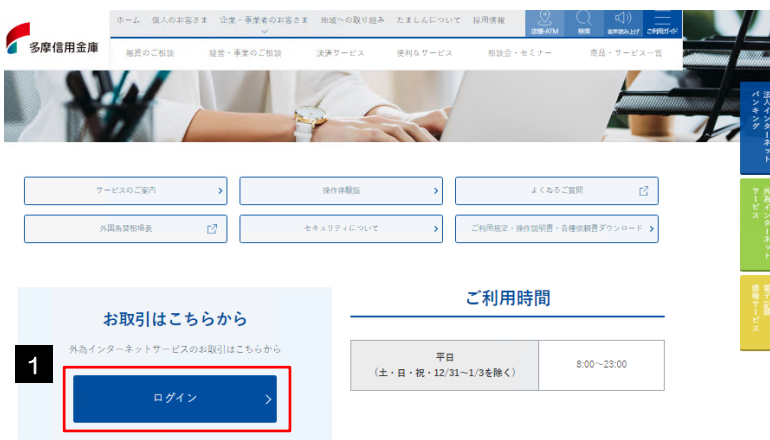 ホーム 個人のお客さま 企業・事業者のお客さま 地域への取り組み たましんについて 採用情報
店舗・ATM 検索 音声読み上げ ご利用ガイド
多摩信用金庫
融資のご相談 経営・事業のご相談 決済サービス 便利なサービス 相談会・セミナー 商品・サービス一覧
法人インターネット
バンキング
外為インターネット
サービス
電子記録
債権サービス
サービスのご案内 操作体験版 よくあるご質問
外国為替相場表 セキュリティについて ご利用規定・操作説明書・各種依頼書ダウンロード
お取引はこちらから
外為インターネットサービスのお取引はこちらから
1
ログイン
ご利用時間
平日
（土・日・祝・12/31～1/3を除く）
8:00～23:00